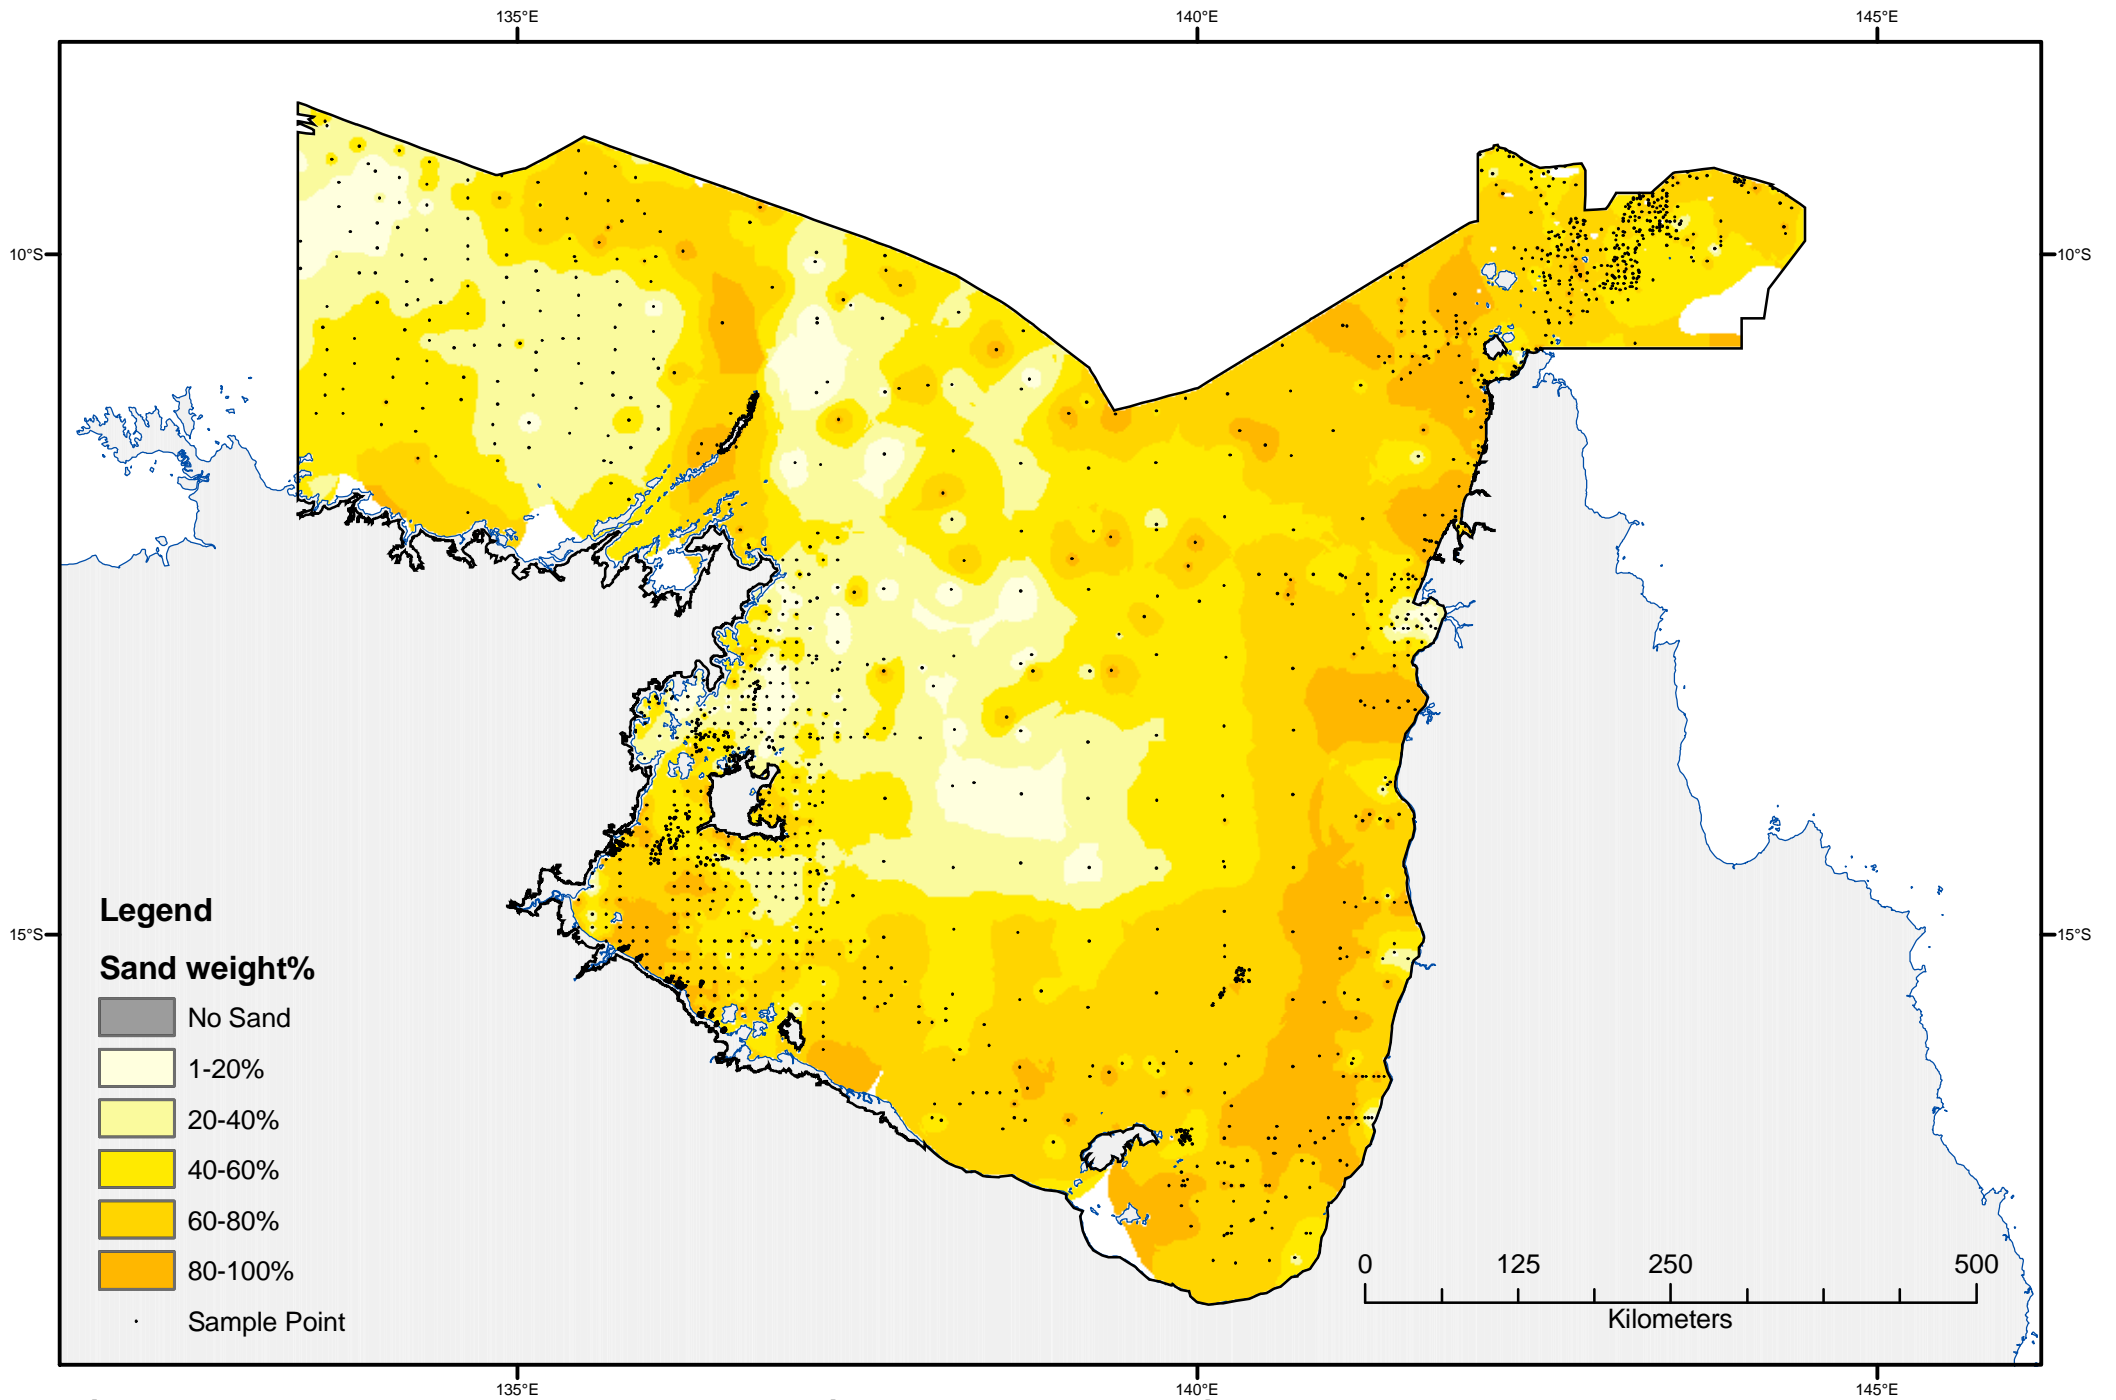 135°E 140°E 145°E
10°S 10°S
15°S 15°S
Legend
Sand weight%
No Sand
1-20%
20-40%
40-60%
60-80%
80-100%
Sample Point
0 125 250 500
Kilometers
135°E 140°E 145°E